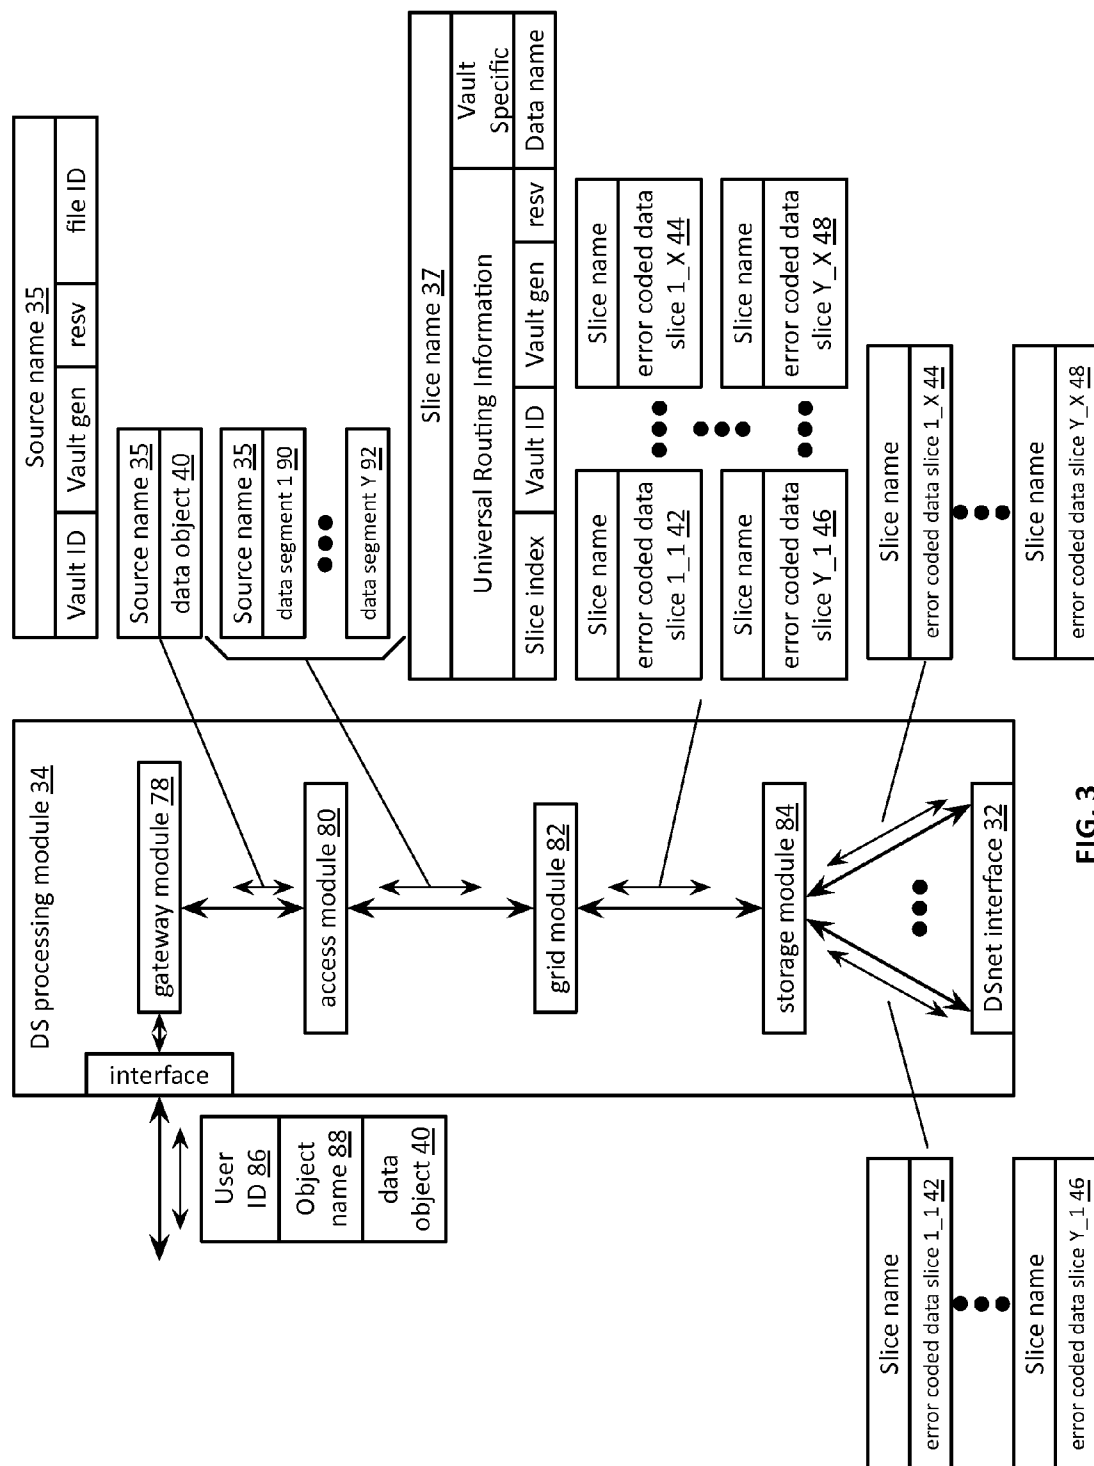 DS processing module 34
interface
gateway module 78
access module 80
grid module 82
storage module 84
DSnet interface 32
User
ID 86
Object
name 88
data
object 40
Source name 35
Vault ID
Vault gen
resv
file ID
Source name 35
data object 40
Source name 35
data segment 1 90
data segment Y 92
Slice name 37
Universal Routing Information
Vault
Specific
Slice index
Vault ID
Vault gen
resv
Data name
Slice name
error coded data
slice 1_1 42
Slice name
error coded data
slice 1_X 44
Slice name
error coded data
slice Y_1 46
Slice name
error coded data
slice Y_X 48
Slice name
error coded data slice 1_1 42
Slice name
error coded data slice Y_1 46
Slice name
error coded data slice 1_X 44
Slice name
error coded data slice Y_X 48
FIG. 3